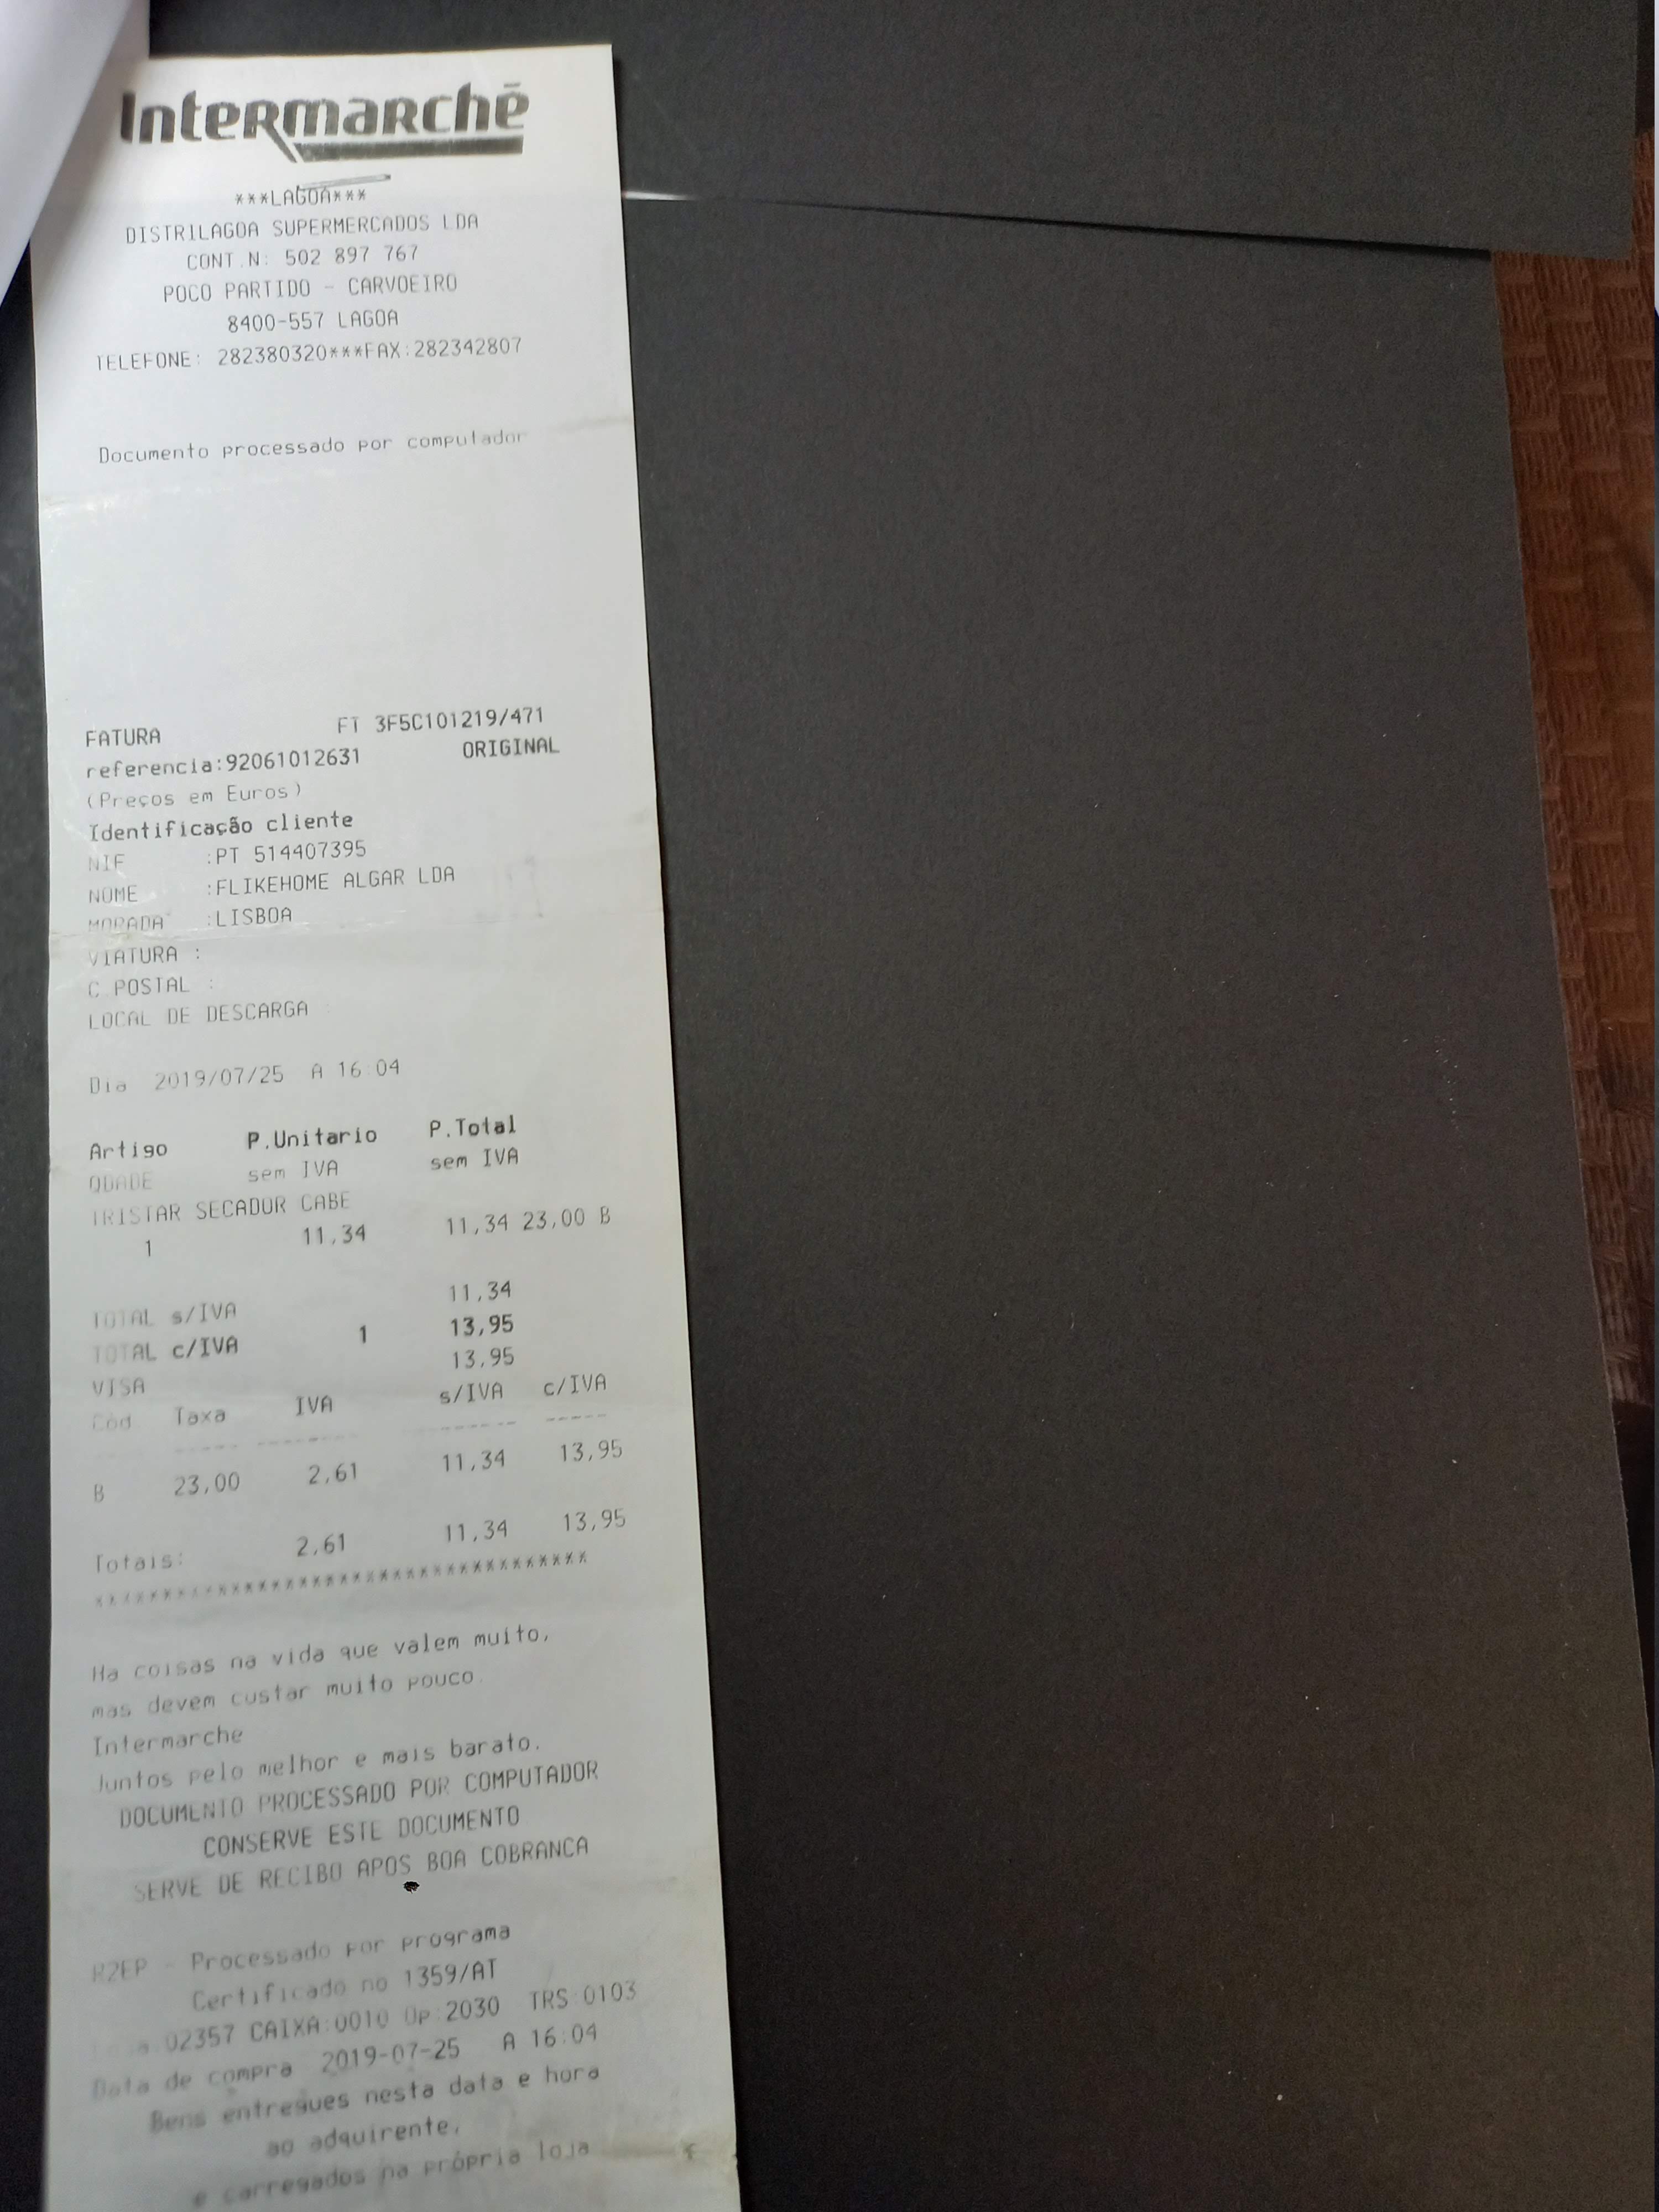 Intermarchē
***LAGOA***
DISTRILAGOA SUPERMERCADOS LDA
CONT.N: 502 897 767
POCO PARTIDO - CARVOEIRO
8400-557 LAGOA
TELEFONE: 282380320***FAX:282342807
Documento processado por computador
FATURA FT 3F5C101219/471
referencia:92061012631 ORIGINAL
(Preços em Euros)
Identificação cliente
NIF :PT 514407395
NOME :FLIKEHOME ALGAR LDA
MORADA :LISBOA
VIATURA :
C.POSTAL :
LOCAL DE DESCARGA
Dia 2019/07/25 A 16:04
Artigo P.Unitario P.Total
QDADE sem IVA sem IVA
TRISTAR SECADOR CABE
1 11,34 11,34 23,00 B
TOTAL s/IVA 11,34
TOTAL c/IVA 1 13,95
VISA 13,95
Cód Taxa IVA s/IVA c/IVA
B 23,00 2,61 11,34 13,95
Totais: 2,61 11,34 13,95
************************************
Ha coisas na vida que valem muito,
mas devem custar muito pouco.
Intermarche
Juntos pelo melhor e mais barato.
DOCUMENTO PROCESSADO POR COMPUTADOR
CONSERVE ESTE DOCUMENTO
SERVE DE RECIBO APOS BOA COBRANCA
- Processado por programa
Certificado no 1359/AT
02357 CAIXA:0010 Op:2030 TRS:0103
Data de compra 2019-07-25 A 16:04
Bens entregues nesta data e hora
ao adquirente,
e carregados na própria loja